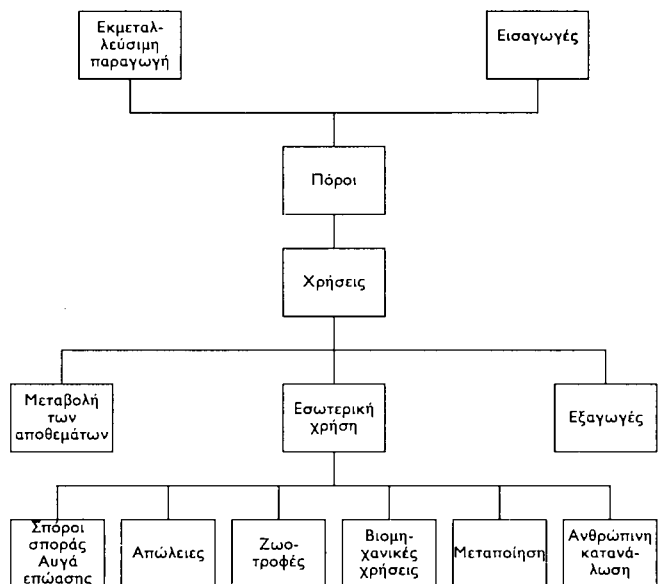 Εκμεταλ-
λεύσιμη
παραγωγή
Εισαγωγές
Πόροι
Χρήσεις
Μεταβολή
των
αποθεμάτων
Εσωτερική
χρήση
Εξαγωγές
Σπόροι
σποράς
Αυγά
επώασης
Απώλειες
Ζωο-
τροφές
Βιομη-
χανικές
χρήσεις
Μεταποίηση
Ανθρώπινη
κατανά-
λωση